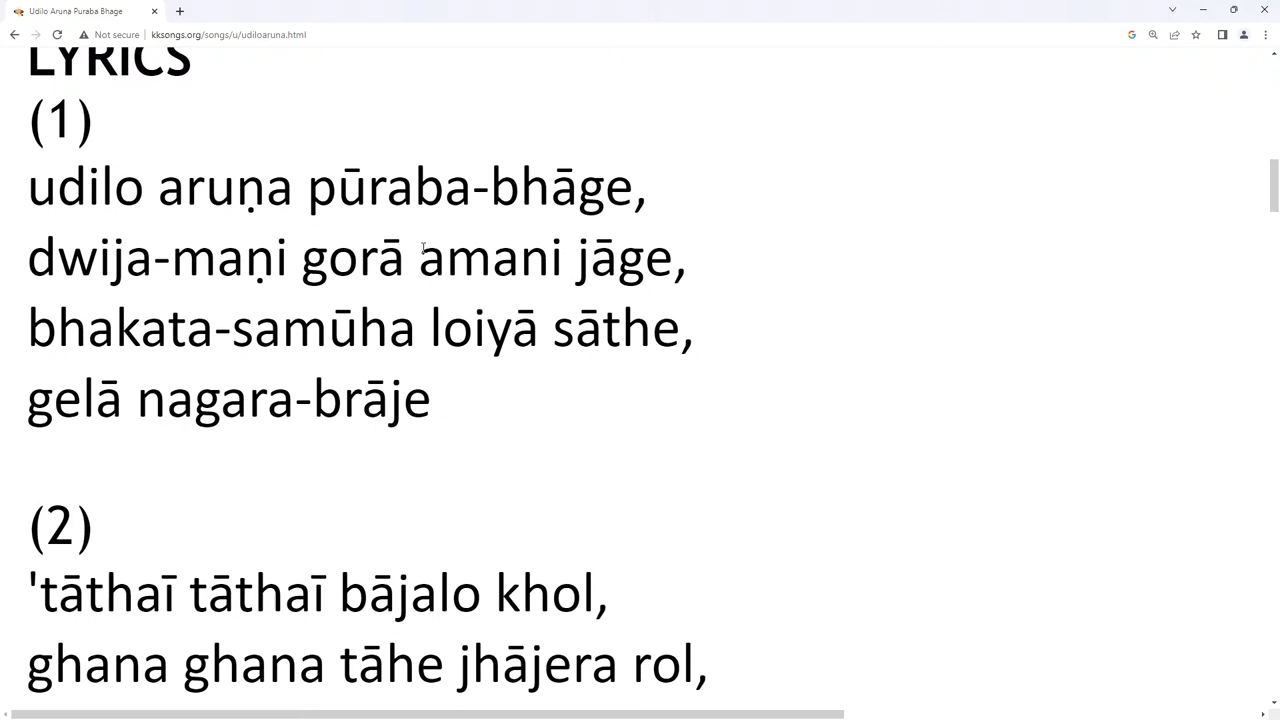 Udilo Aruna Puraba Bhage
Not secure
kksongs.org/songs/u/udiloaruna.html
LYRICS
(1)
udilo aruṇa pūraba-bhāge,
dwija-maṇi gorā amani jāge,
bhakata-samūha loiyā sāthe,
gelā nagara-brāje
(2)
'tāthaī tāthaī bājalo khol,
ghana ghana tāhe jhājera rol,